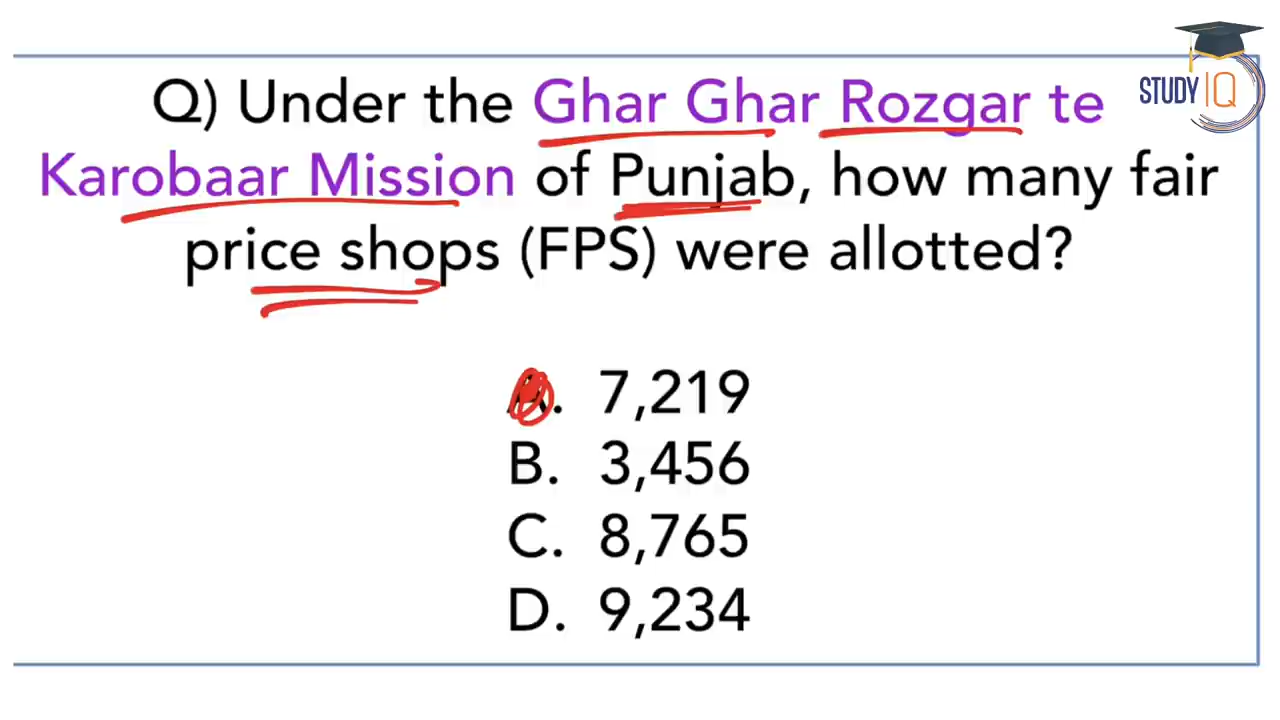 STUDY IQ
Q) Under the Ghar Ghar Rozgar te
Karobaar Mission of Punjab, how many fair
price shops (FPS) were allotted?
A. 7,219
B. 3,456
C. 8,765
D. 9,234